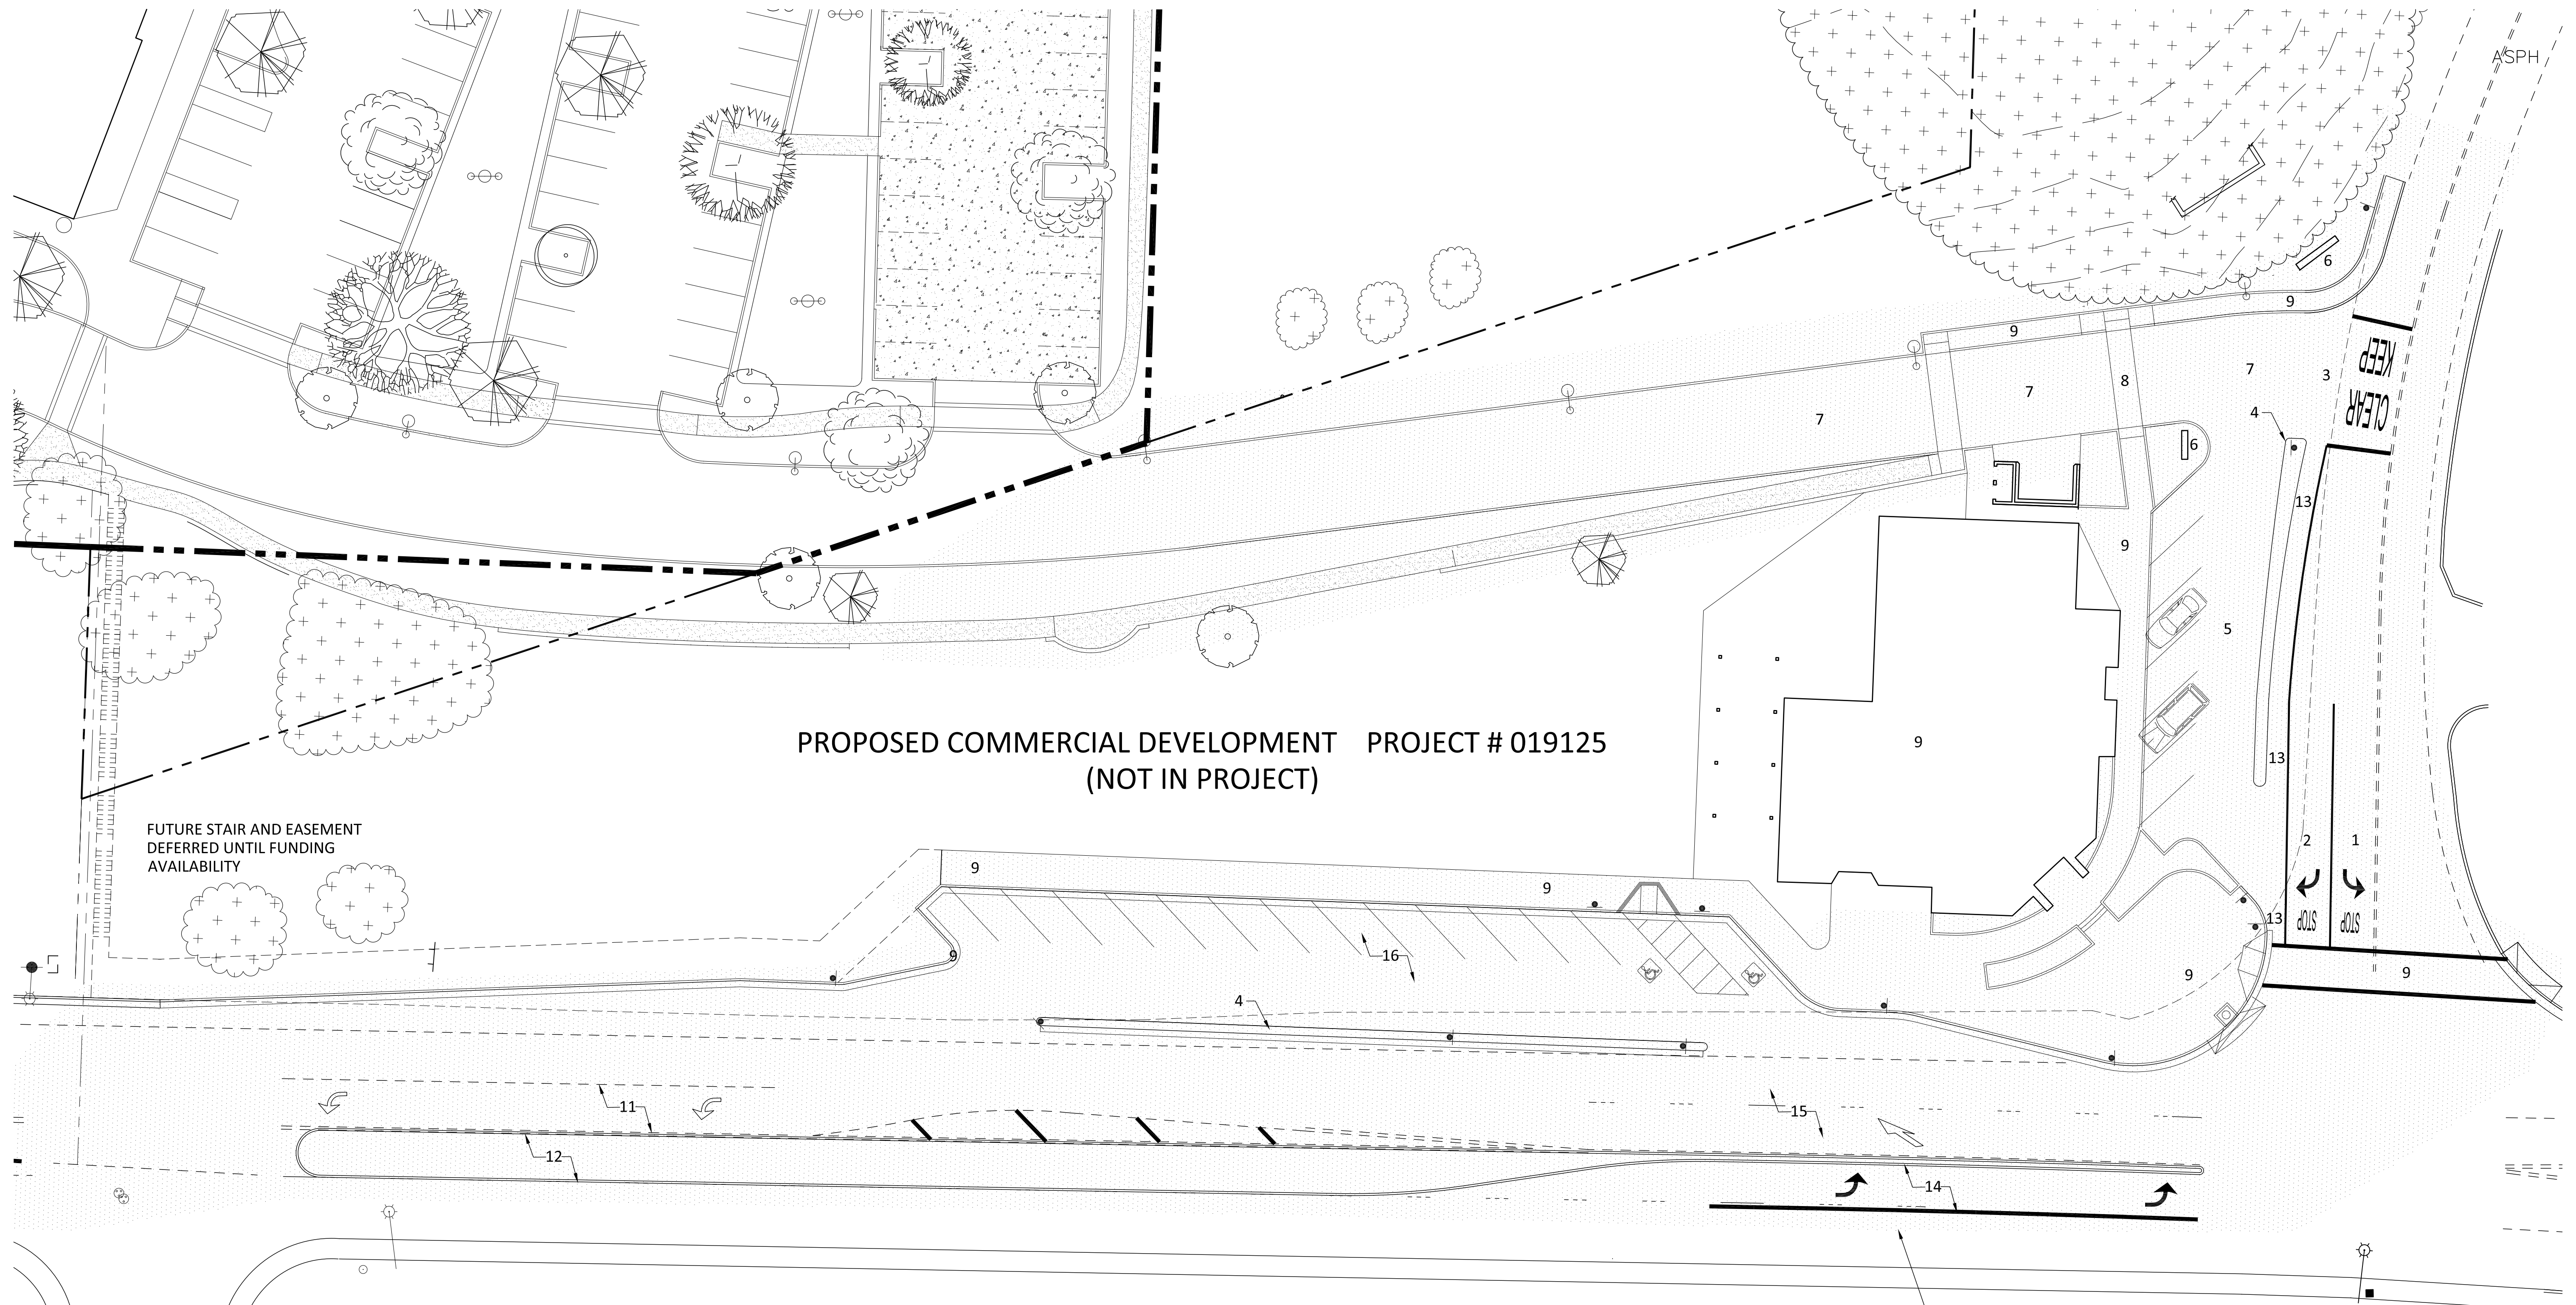 ASPH
6
9
9
KEEP
CLEAR
3
7
7
8
7
4
6
13
9
5
PROPOSED COMMERCIAL DEVELOPMENT PROJECT # 019125
(NOT IN PROJECT)
9
13
FUTURE STAIR AND EASEMENT
DEFERRED UNTIL FUNDING
AVAILABILITY
2
1
9
9
13
STOP
STOP
16
9
9
9
4
11
15
12
14